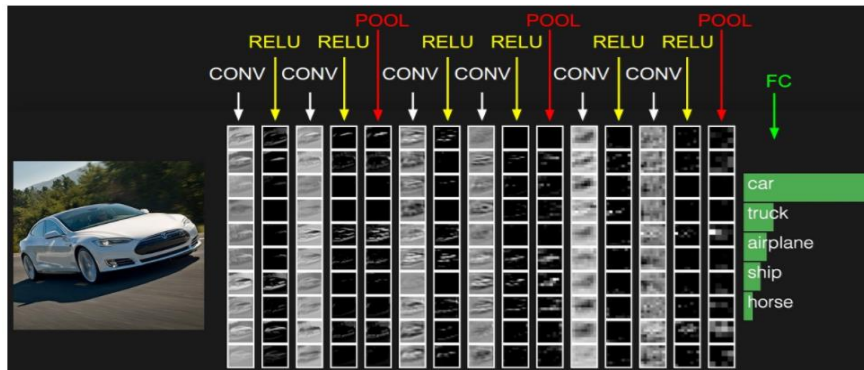 POOL POOL POOL
RELU RELU RELU RELU RELU RELU
CONV CONV CONV CONV CONV CONV
FC
car
truck
airplane
ship
horse